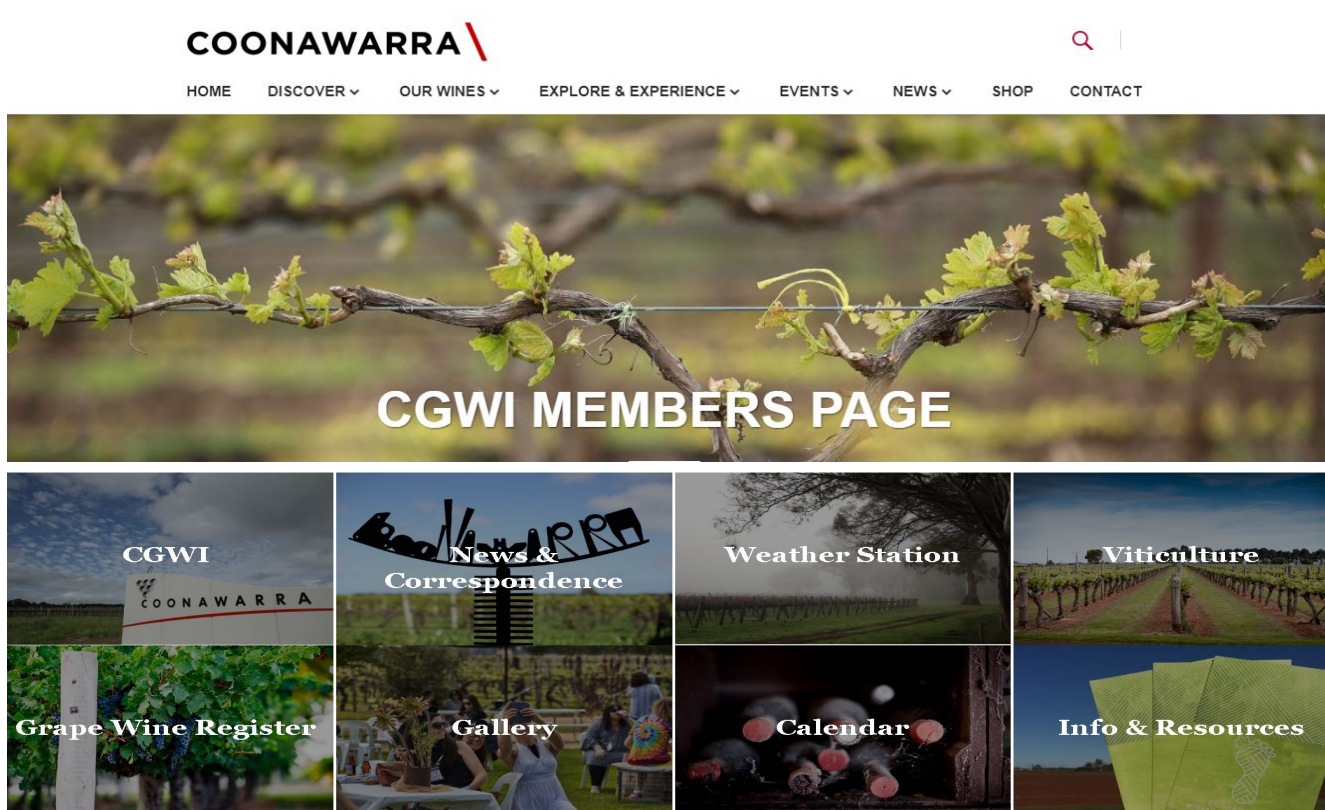 COONAWARRA
HOME DISCOVER OUR WINES EXPLORE & EXPERIENCE EVENTS NEWS SHOP CONTACT
CGWI MEMBERS PAGE
CGWI
COONAWARRA
News &
Correspondence
COONAWARRA
Weather Station
Viticulture
Grape Wine Register
Gallery
Calendar
Info & Resources